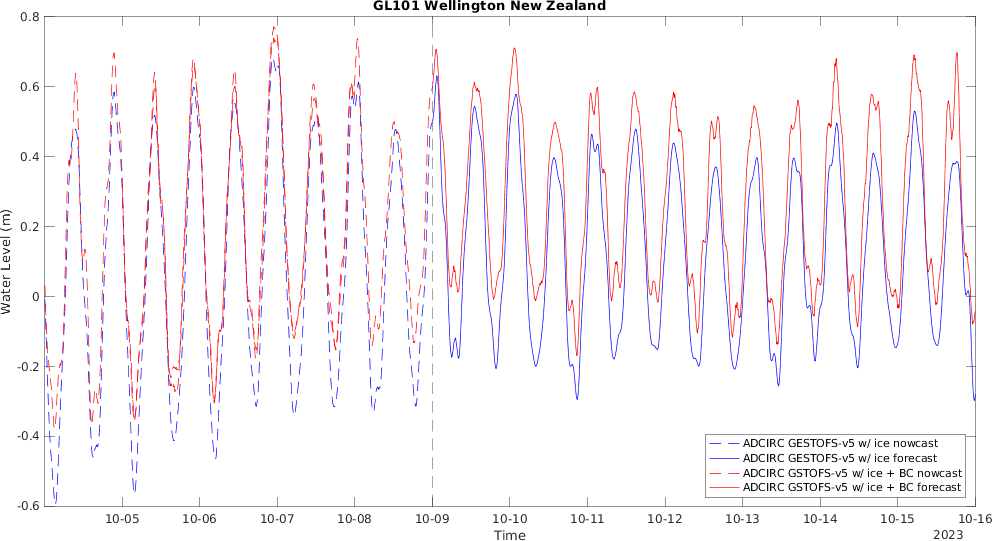 GL101 Wellington New Zealand
0.8
0.6
0.4
0.2
0
-0.2
-0.4
-0.6
Water Level (m)
ADCIRC GESTOFS-v5 w/ ice nowcast
ADCIRC GESTOFS-v5 w/ ice forecast
ADCIRC GSTOFS-v5 w/ ice + BC nowcast
ADCIRC GSTOFS-v5 w/ ice + BC forecast
10-05 10-06 10-07 10-08 10-09 10-10 10-11 10-12 10-13 10-14 10-15 10-16
Time
2023